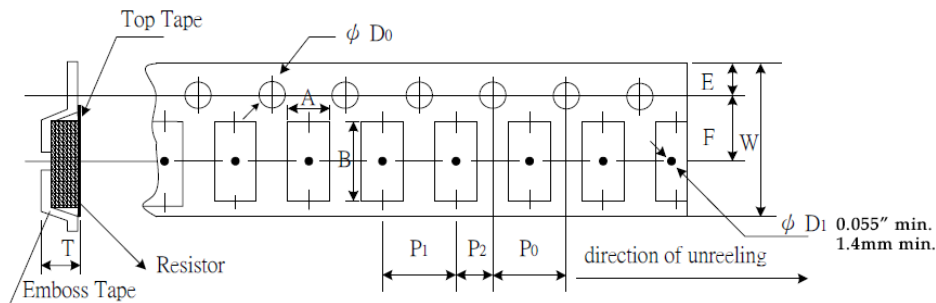 Top Tape
ϕ D0
E
A
F
W
B
ϕ D1 0.055" min.
1.4mm min.
P1
P2
P0
direction of unreeling
T
Resistor
Emboss Tape